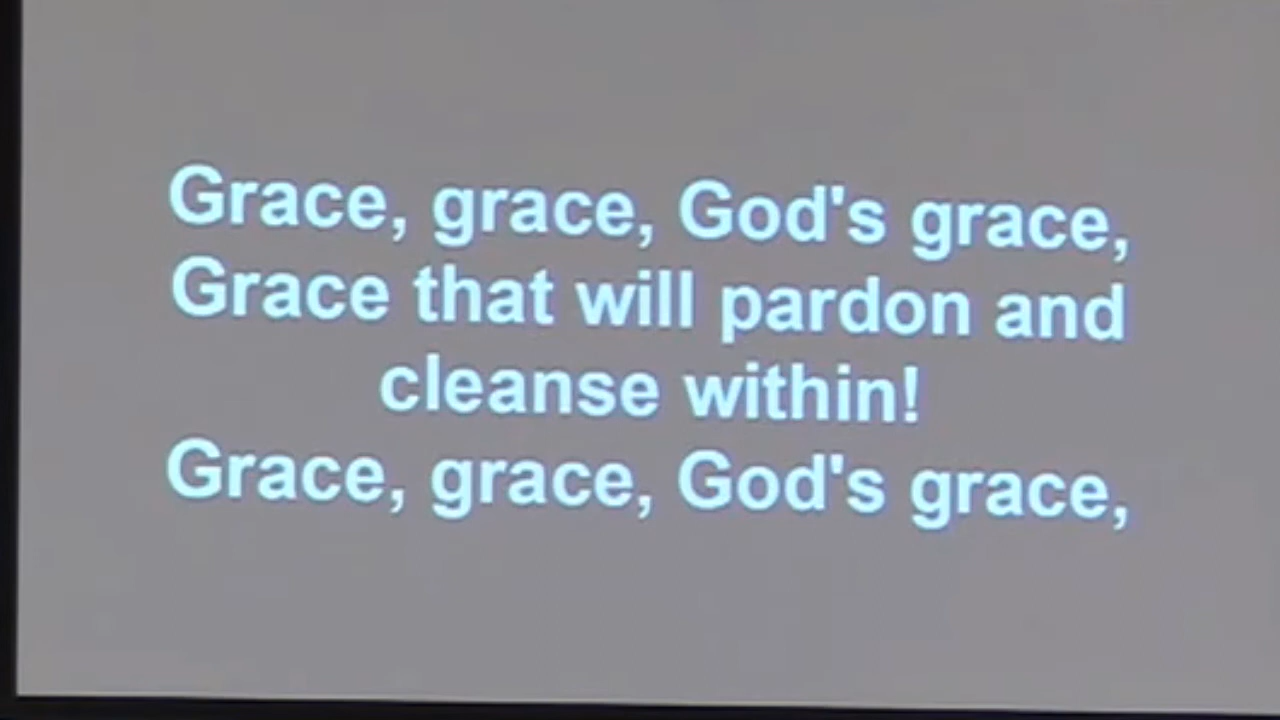 Grace, grace, God's grace,
Grace that will pardon and
cleanse within!
Grace, grace, God's grace,